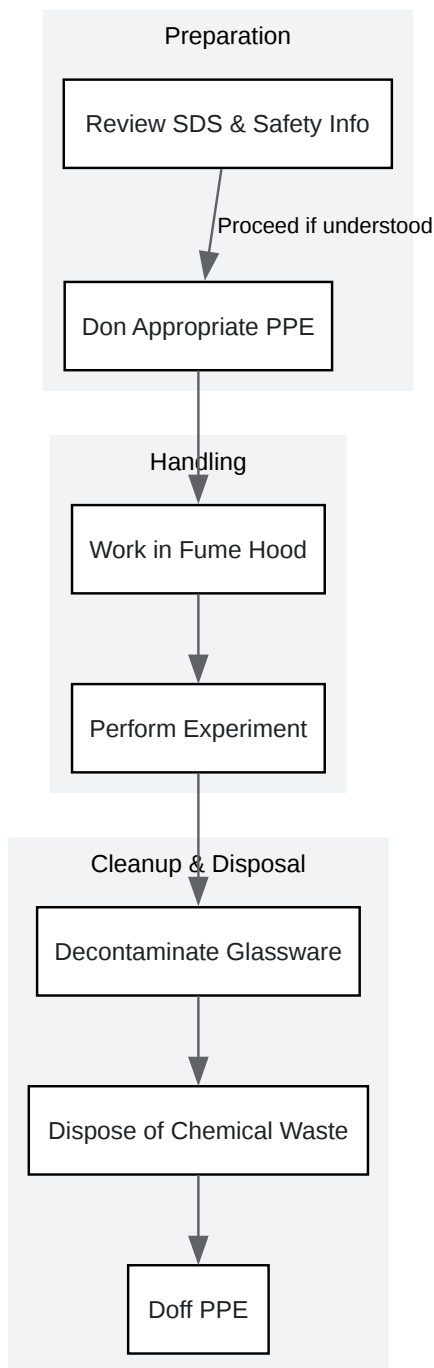 Preparation
Review SDS & Safety Info
Proceed if understood
Don Appropriate PPE
Handling
Work in Fume Hood
Perform Experiment
Cleanup & Disposal
Decontaminate Glassware
Dispose of Chemical Waste
Doff PPE